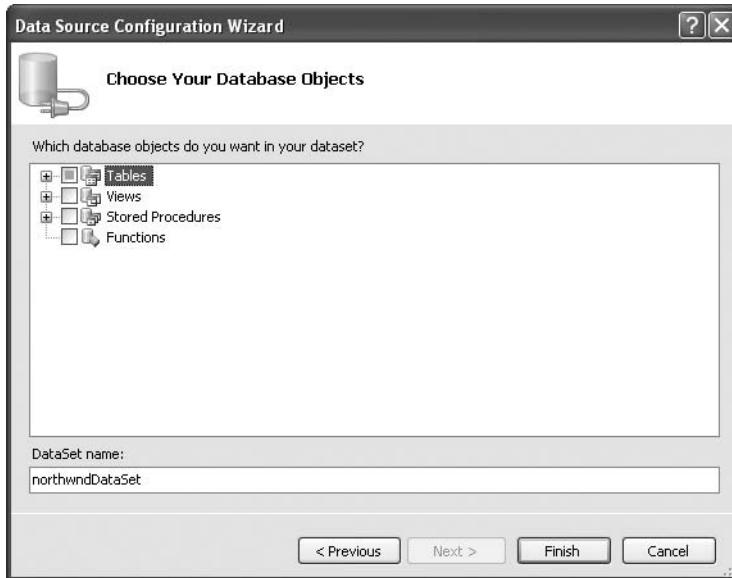 Data Source Configuration Wizard
Choose Your Database Objects
Which database objects do you want in your dataset?
Tables
Views
Stored Procedures
Functions
DataSet name:
northwndDataSet
< Previous
Next >
Finish
Cancel